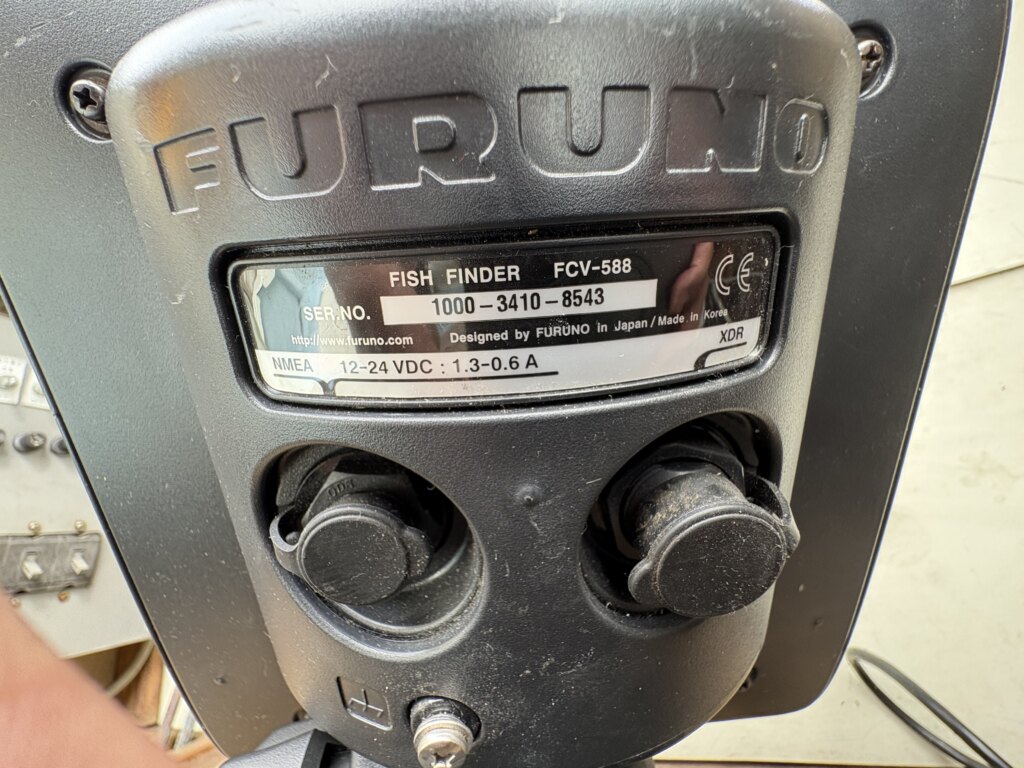 FURUNO
FISH FINDER FCV-588
SER.NO. 1000-3410-8543
CE
http://www.furuno.com Designed by FURUNO in Japan/Made in Korea
NMEA 12-24 VDC : 1.3-0.6 A XDR